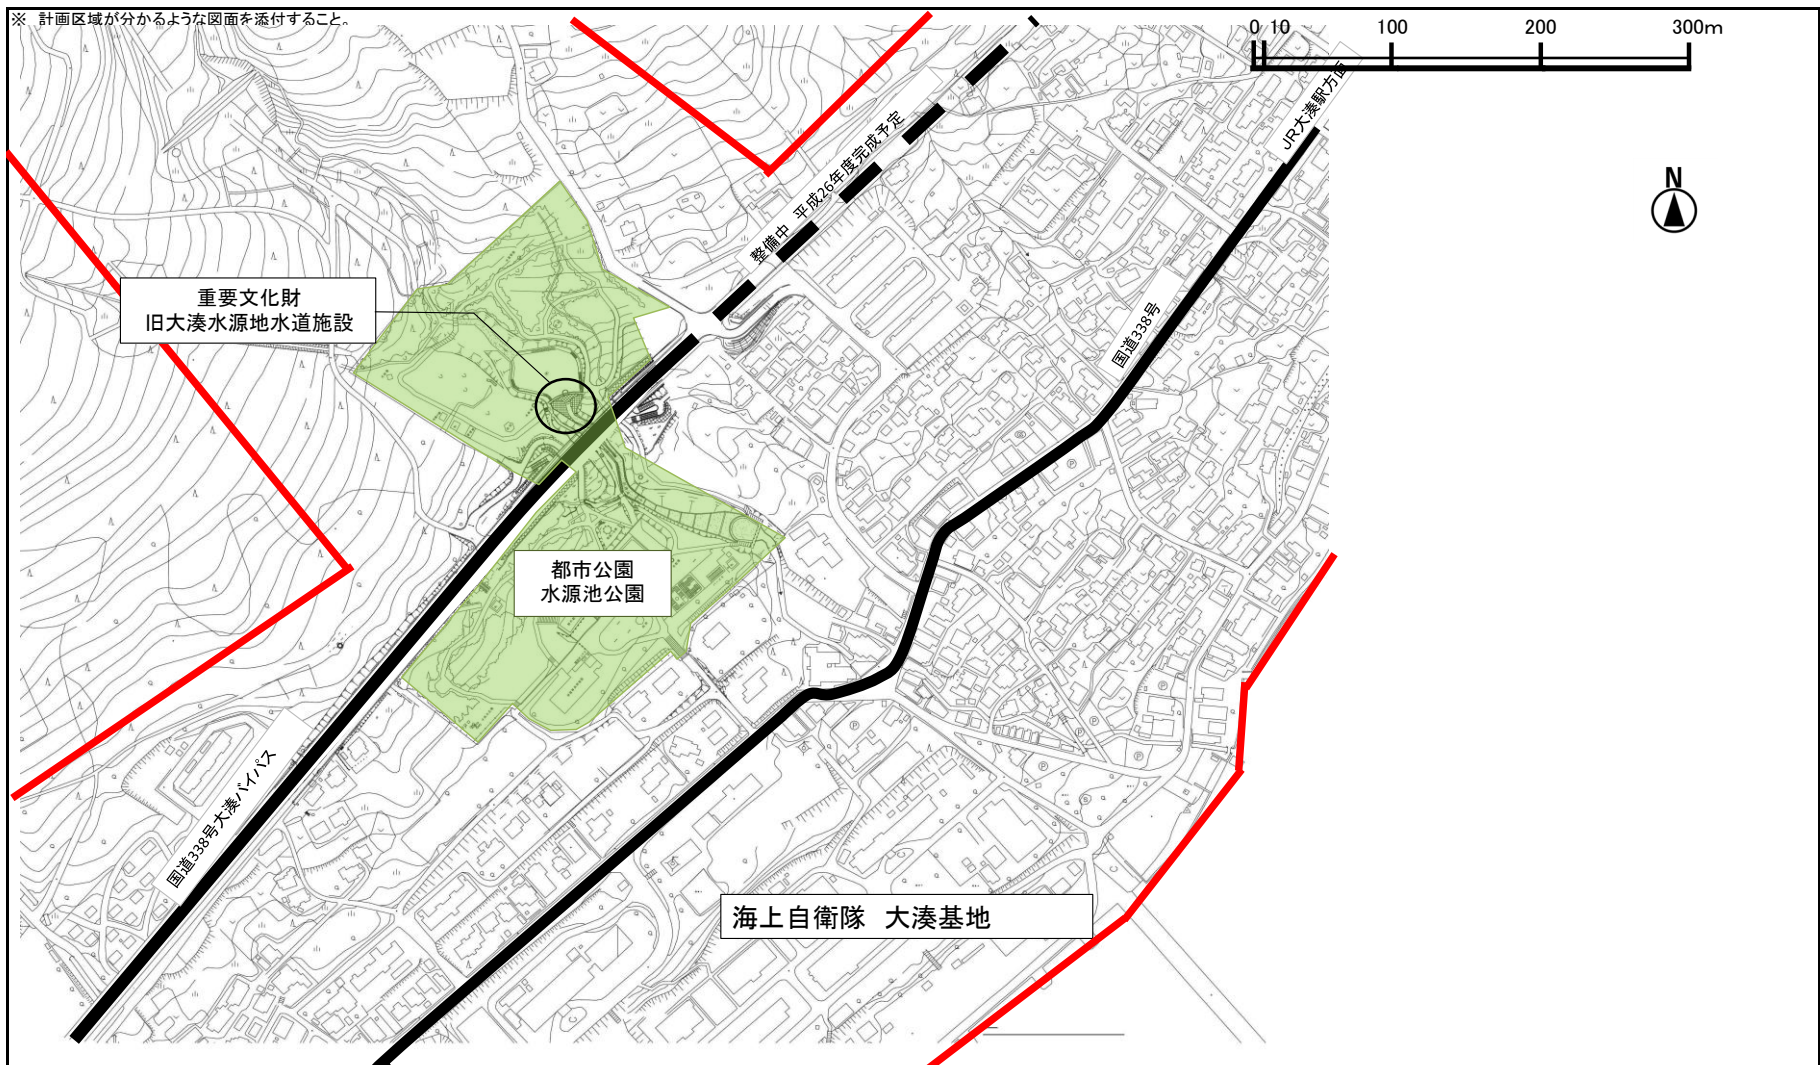 ※ 計画区域が分かるような図面を添付すること。
0 10 100 200 300m
N
JR大湊駅方面
整備中 平成26年度完成予定
国道338号
重要文化財
旧大湊水源地水道施設
都市公園
水源池公園
国道338号大湊バイパス
海上自衛隊 大湊基地